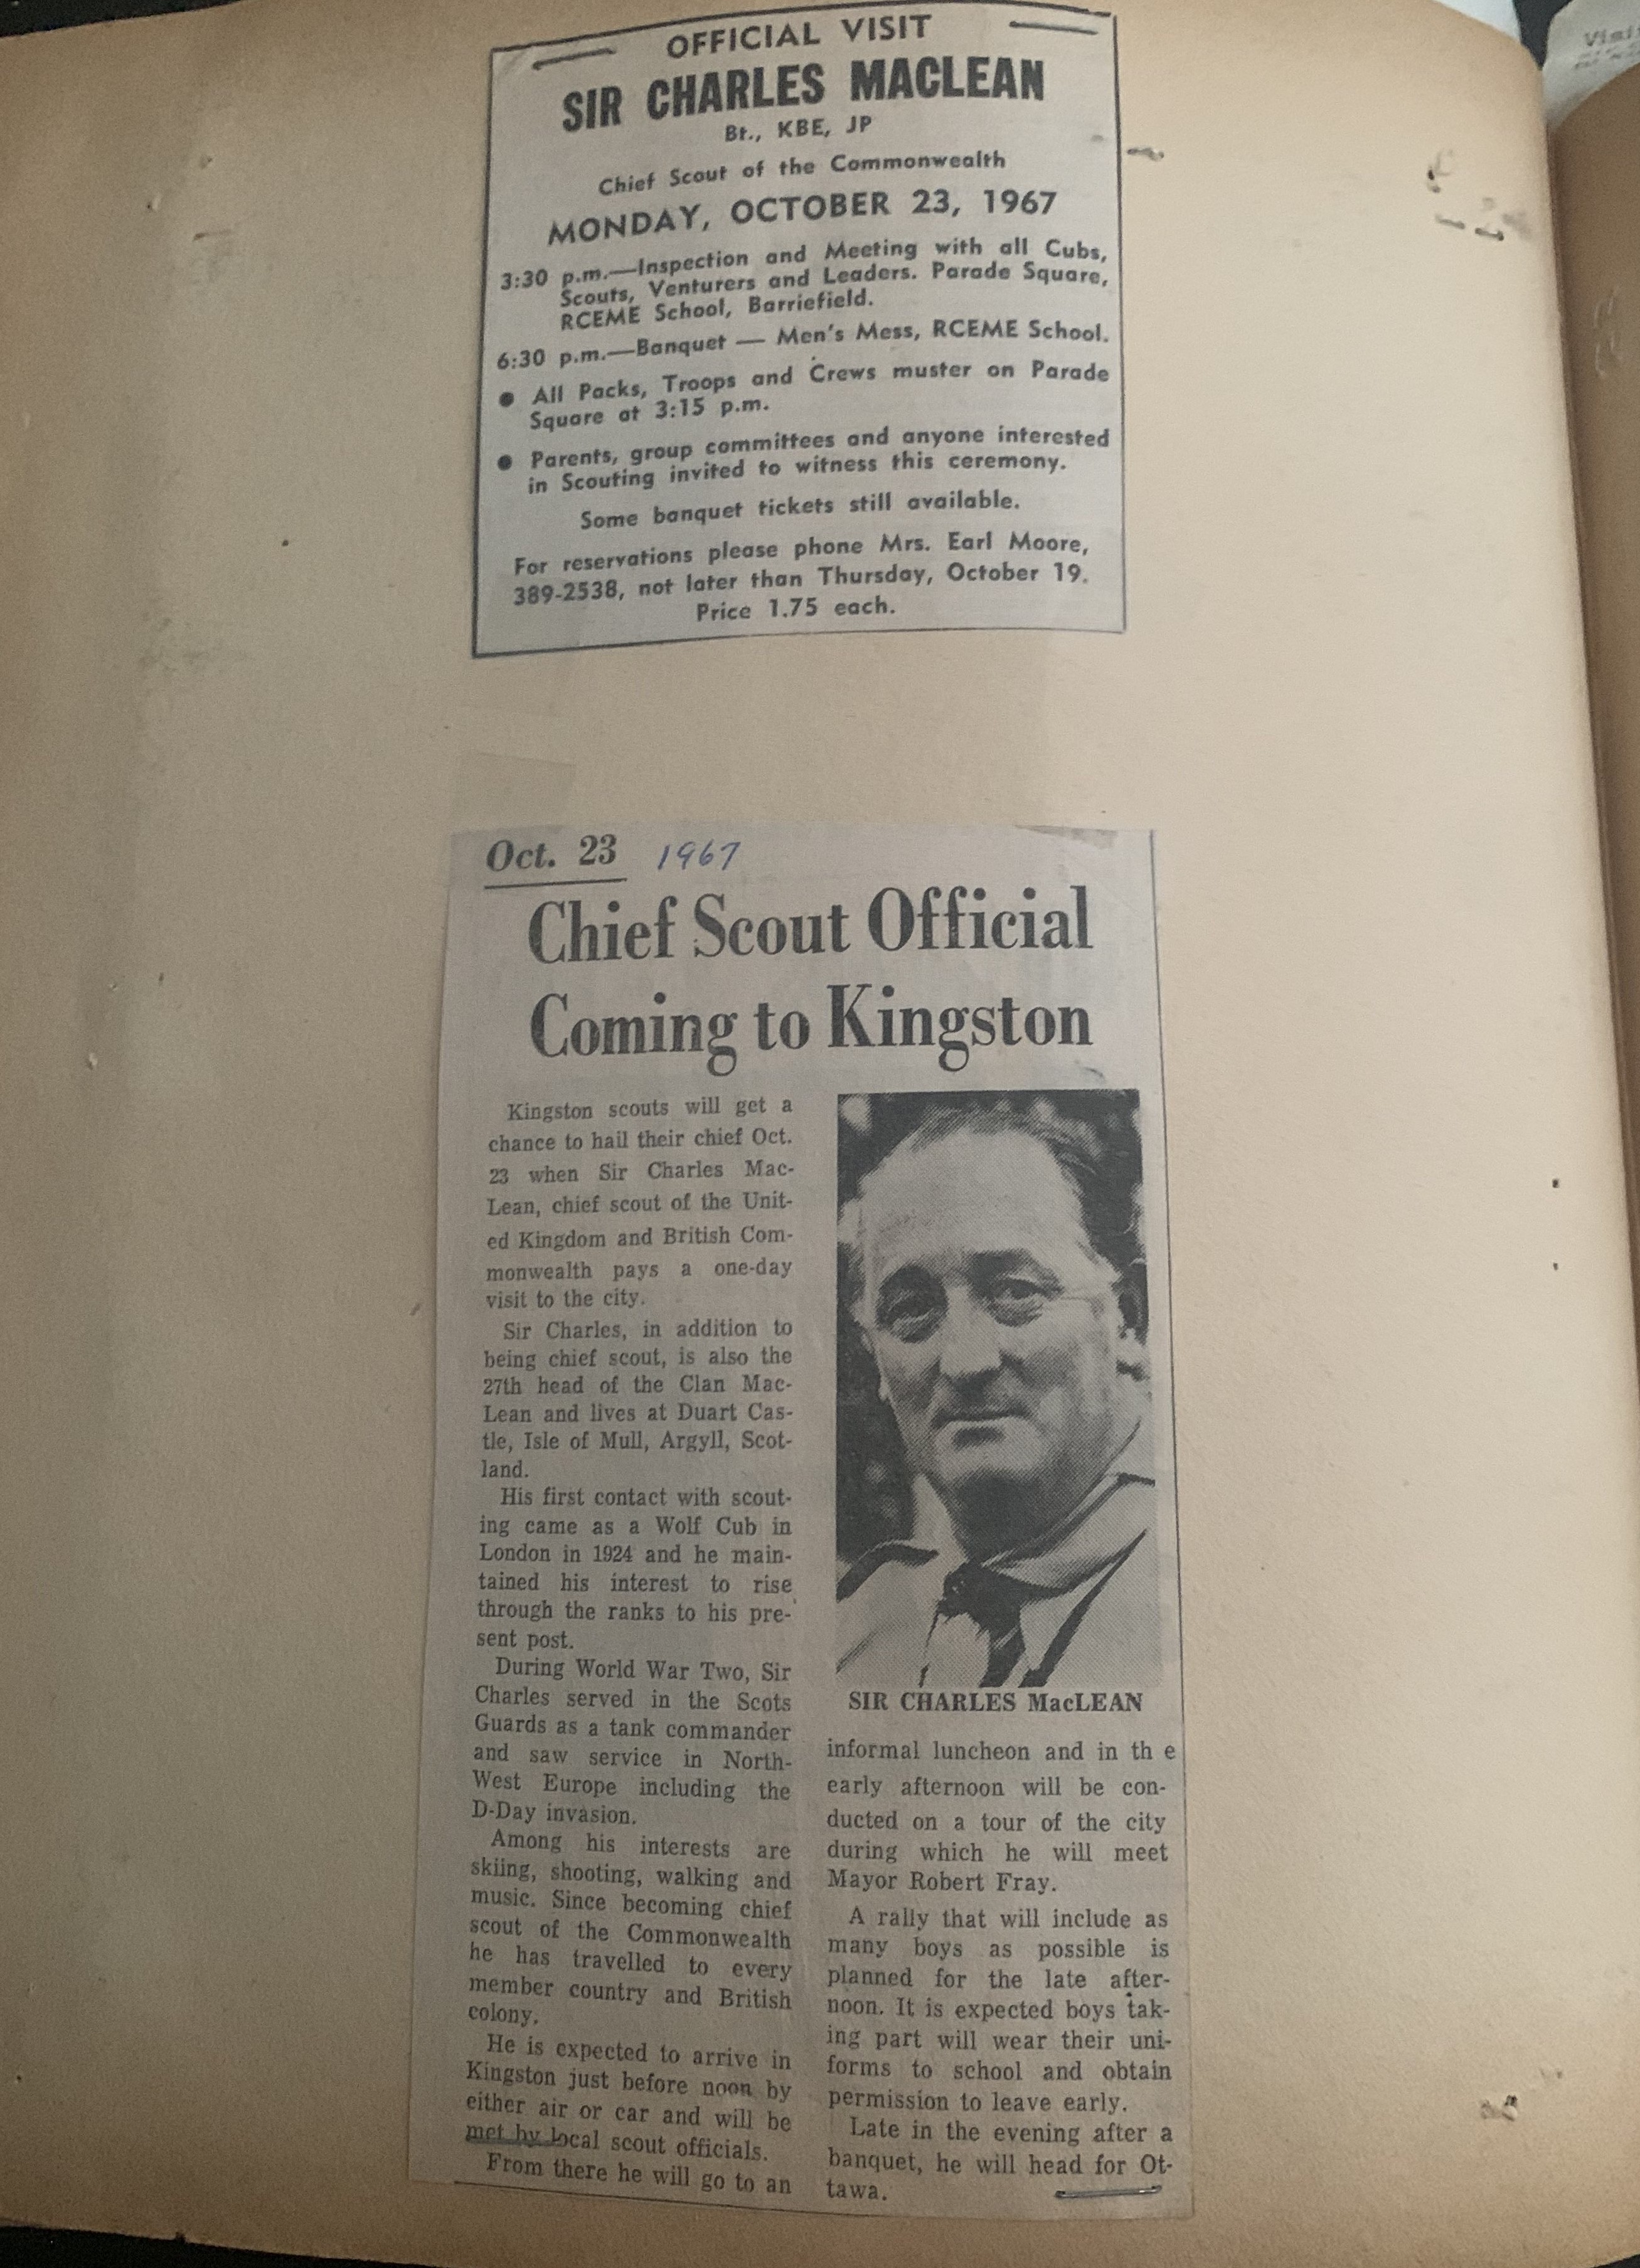 OFFICIAL VISIT
SIR CHARLES MACLEAN
Bt., KBE, JP
Chief Scout of the Commonwealth
MONDAY, OCTOBER 23, 1967
3:30 p.m.—Inspection and Meeting with all Cubs,
Scouts, Venturers and Leaders. Parade Square,
RCEME School, Barriefield.
6:30 p.m.—Banquet — Men's Mess, RCEME School.
● All Packs, Troops and Crews muster on Parade
Square at 3:15 p.m.
● Parents, group committees and anyone interested
in Scouting invited to witness this ceremony.
Some banquet tickets still available.
For reservations please phone Mrs. Earl Moore,
389-2538, not later than Thursday, October 19.
Price 1.75 each.
Oct. 23 1967
Chief Scout Official
Coming to Kingston
Kingston scouts will get a
chance to hail their chief Oct.
23 when Sir Charles Mac-
Lean, chief scout of the Unit-
ed Kingdom and British Com-
monwealth pays a one-day
visit to the city.
Sir Charles, in addition to
being chief scout, is also the
27th head of the Clan Mac-
Lean and lives at Duart Cas-
tle, Isle of Mull, Argyll, Scot-
land.
His first contact with scout-
ing came as a Wolf Cub in
London in 1924 and he main-
tained his interest to rise
through the ranks to his pre-
sent post.
During World War Two, Sir
Charles served in the Scots
Guards as a tank commander
and saw service in North-
West Europe including the
D-Day invasion.
Among his interests are
skiing, shooting, walking and
music. Since becoming chief
scout of the Commonwealth
he has travelled to every
member country and British
colony.
He is expected to arrive in
Kingston just before noon by
either air or car and will be
met by local scout officials.
From there he will go to an
SIR CHARLES MacLEAN
informal luncheon and in th e
early afternoon will be con-
ducted on a tour of the city
during which he will meet
Mayor Robert Fray.
A rally that will include as
many boys as possible is
planned for the late after-
noon. It is expected boys tak-
ing part will wear their uni-
forms to school and obtain
permission to leave early.
Late in the evening after a
banquet, he will head for Ot-
tawa.